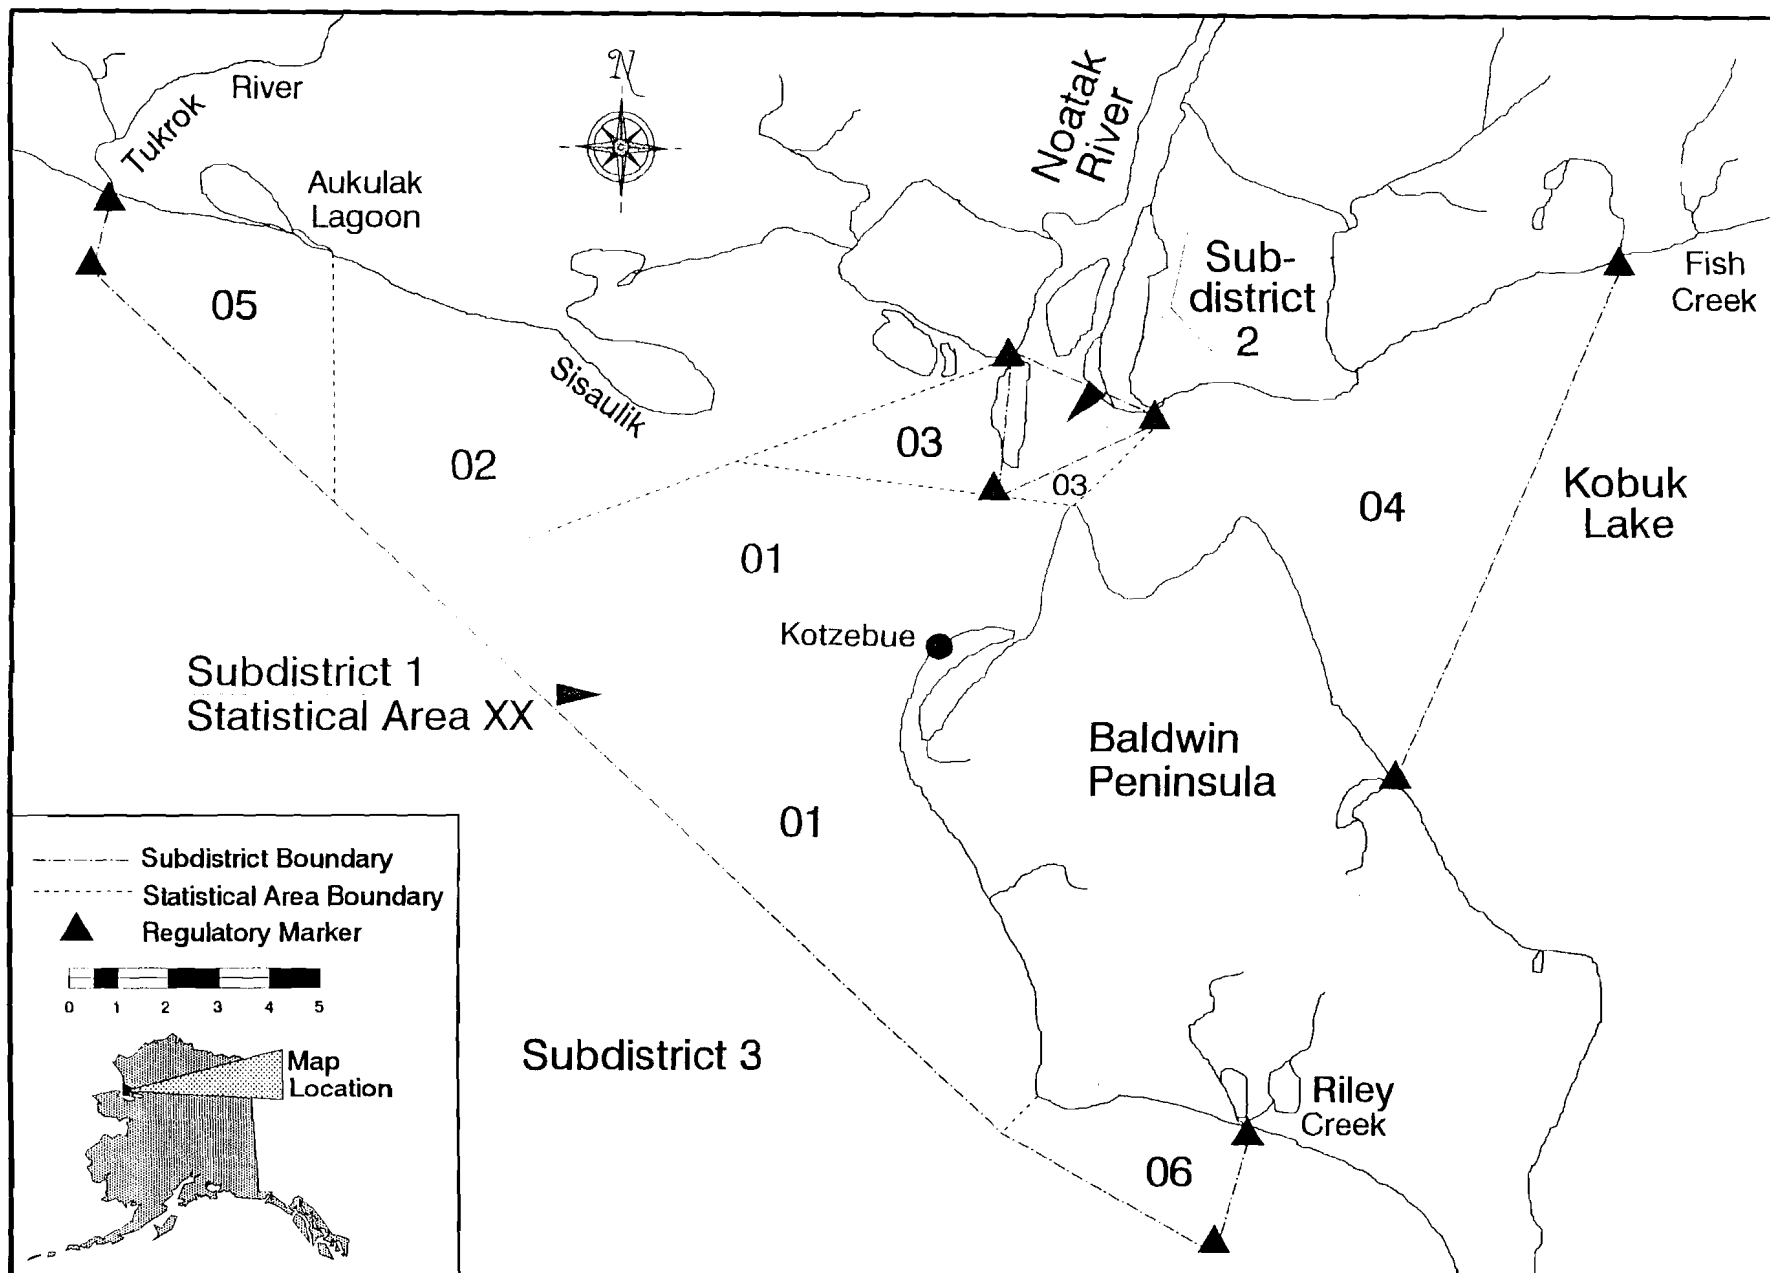 N
River
Tukrok
Aukulak
Lagoon
Noatak
River
Sub-
district
2
Fish
Creek
05
Sisaulik
02
03
03
04
Kobuk
Lake
01
Kotzebue
Subdistrict 1
Statistical Area XX
Baldwin
Peninsula
01
Subdistrict Boundary
Statistical Area Boundary
Regulatory Marker
0 1 2 3 4 5
Map
Location
Subdistrict 3
Riley
Creek
06